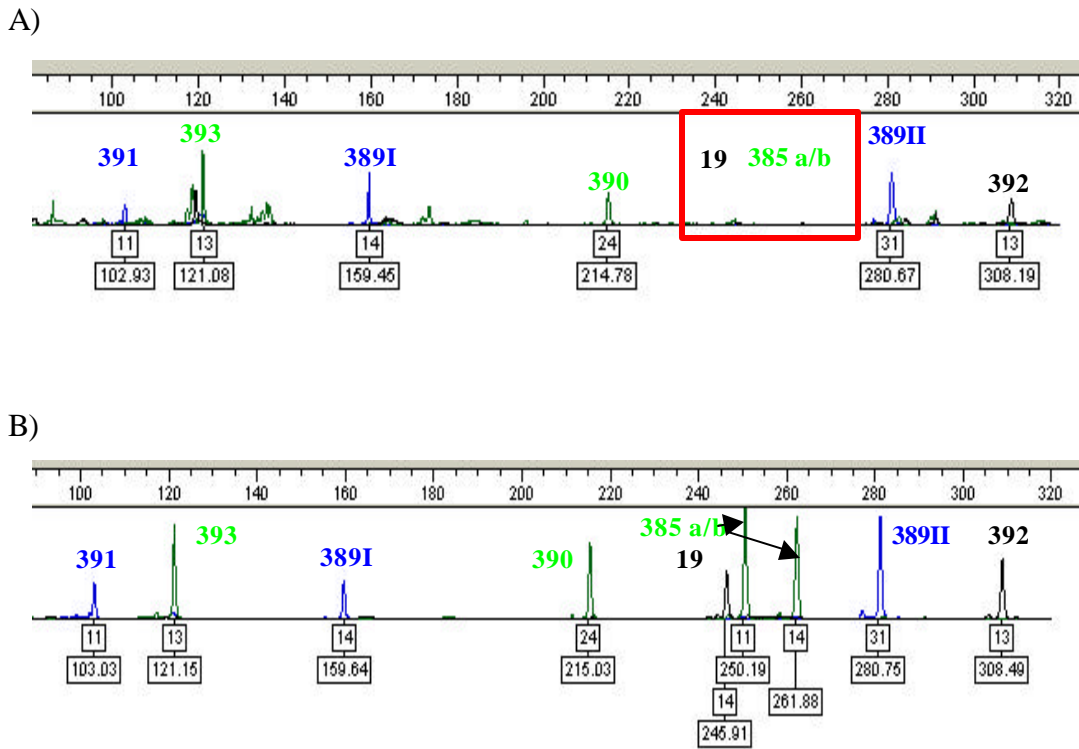 A)
100 120 140 160 180 200 220 240 260 280 300 320
391 393 389I 390 19 385 a/b 389II 392
11 13 14 24 31 13
102.93 121.08 159.45 214.78 280.67 308.19
B)
100 120 140 160 180 200 220 240 260 280 300 320
391 393 389I 390 19 385 a/b 389II 392
11 13 14 24 11 14 31 13
103.03 121.15 159.64 215.03 250.19 280.75 308.49
14 261.88
245.91